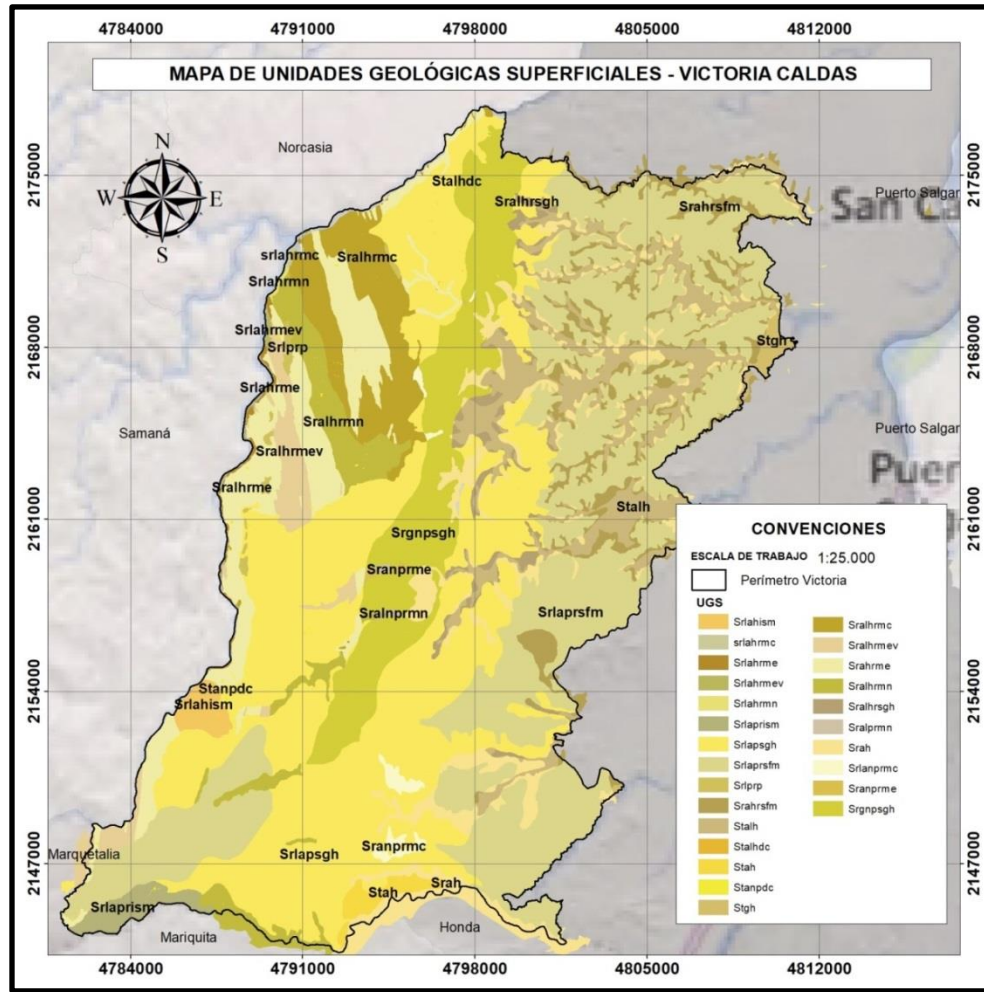 4784000 4791000 4798000 4805000 4812000
MAPA DE UNIDADES GEOLÓGICAS SUPERFICIALES - VICTORIA CALDAS
Norcasia
N
W E
S
2175000 2175000
Stalhdc
Sralhrsgh
Srahrsfm
Puerto Salgar
San Ca
srlahrmc
Sralhrmc
Srlahrmn
Srlahrmev
Srlprp
2168000 2168000
Stgh
Srlahrme
Samaná
Sralhrmn
Puerto Salgar
Sralhrmev
Puer
Sralhrme
Stalh
2161000 2161000
Srgnpsgh
Sranprme
Sralnprmn
Srlaprsfm
Stanpdc
Srlahism
2154000 2154000
Marquetalia
2147000 2147000
Srlapsgh
Sranprmc
Stah
Srah
Srlaprism
Mariquita
Honda
CONVENCIONES
ESCALA DE TRABAJO 1:25.000
Perímetro Victoria
UGS
Srlahism
srlahrmc
Srlahrme
Srlahrmev
Srlahrmn
Srlaprism
Srlapsgh
Srlaprsfm
Srlprp
Srahrsfm
Stalh
Stalhdc
Stah
Stanpdc
Stgh
Sralhrmc
Sralhrmev
Srahrme
Sralhrmn
Sralhrsgh
Sralprmn
Srah
Srlanprmc
Sranprme
Srgnpsgh
4784000 4791000 4798000 4805000 4812000